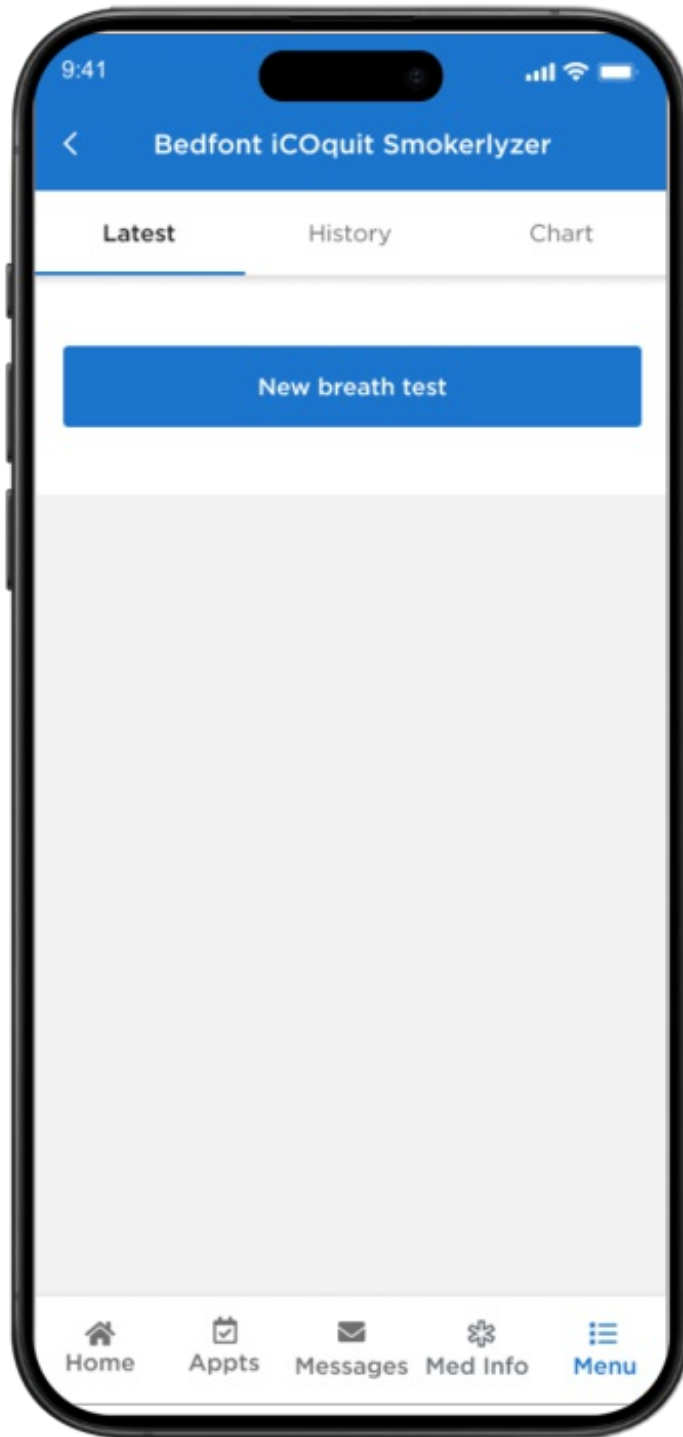 9:41
Bedfont iCOquit Smokerlyzer
Latest History Chart
New breath test
Home Appts Messages Med Info Menu